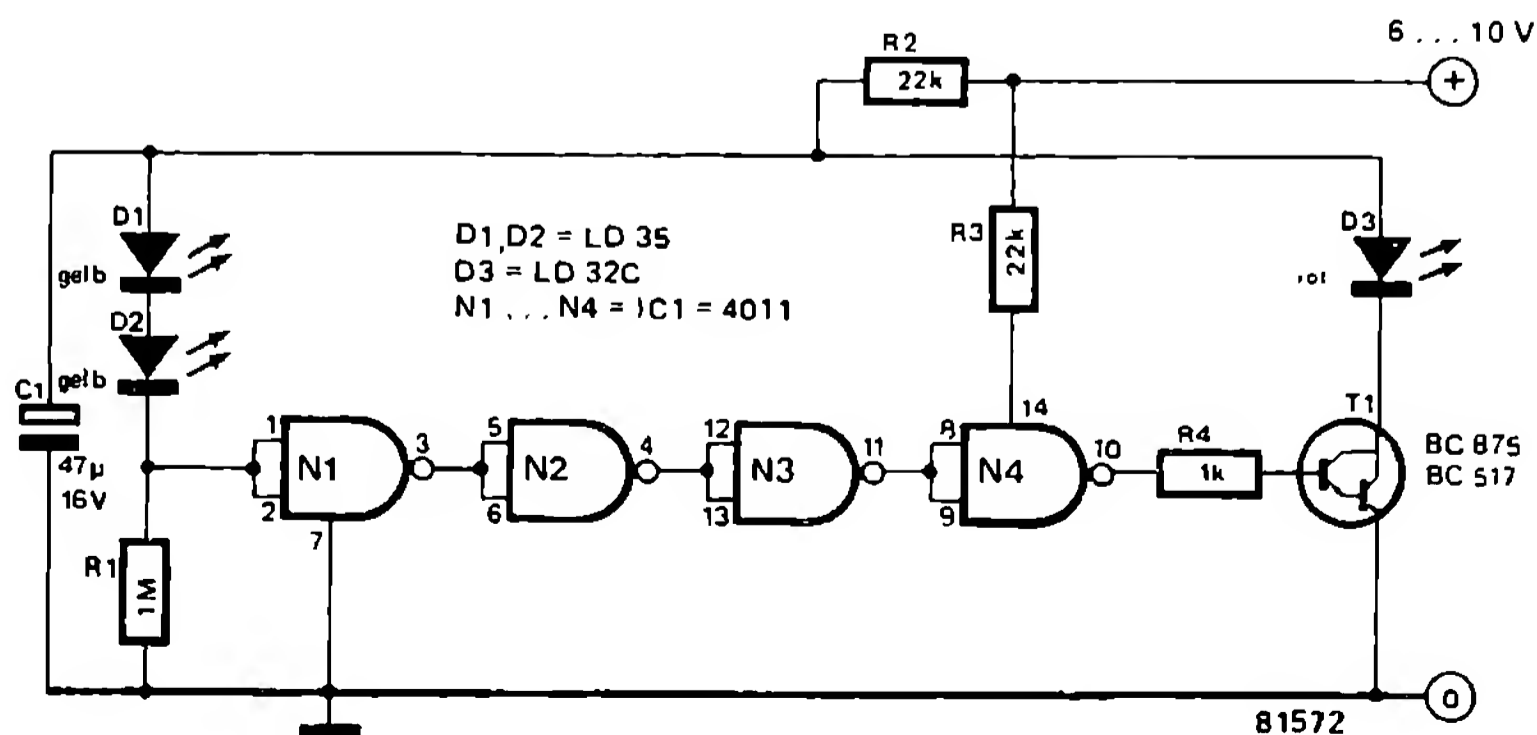 6 . . . 10 V
R2
22k
+
D1
gelb
D2
gelb
C1
47µ
16V
R1
1M
D1,D2 = LD 35
D3 = LD 32C
N1 . . . N4 = IC1 = 4011
R3
22k
D3
1
2
N1
3
7
5
6
N2
4
12
13
N3
11
8
9
N4
14
10
R4
1k
T1
BC 875
BC 517
0
81572